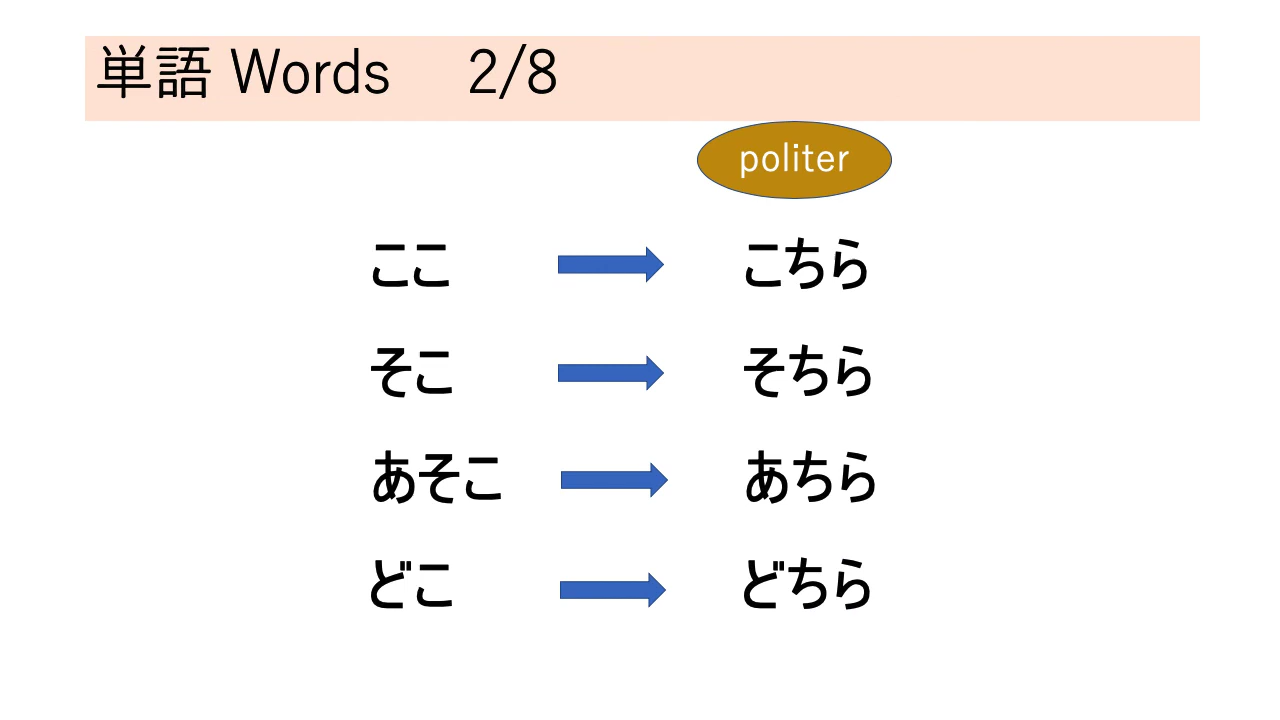 単語 Words 2/8
politer
ここ こちら
そこ そちら
あそこ あちら
どこ どちら